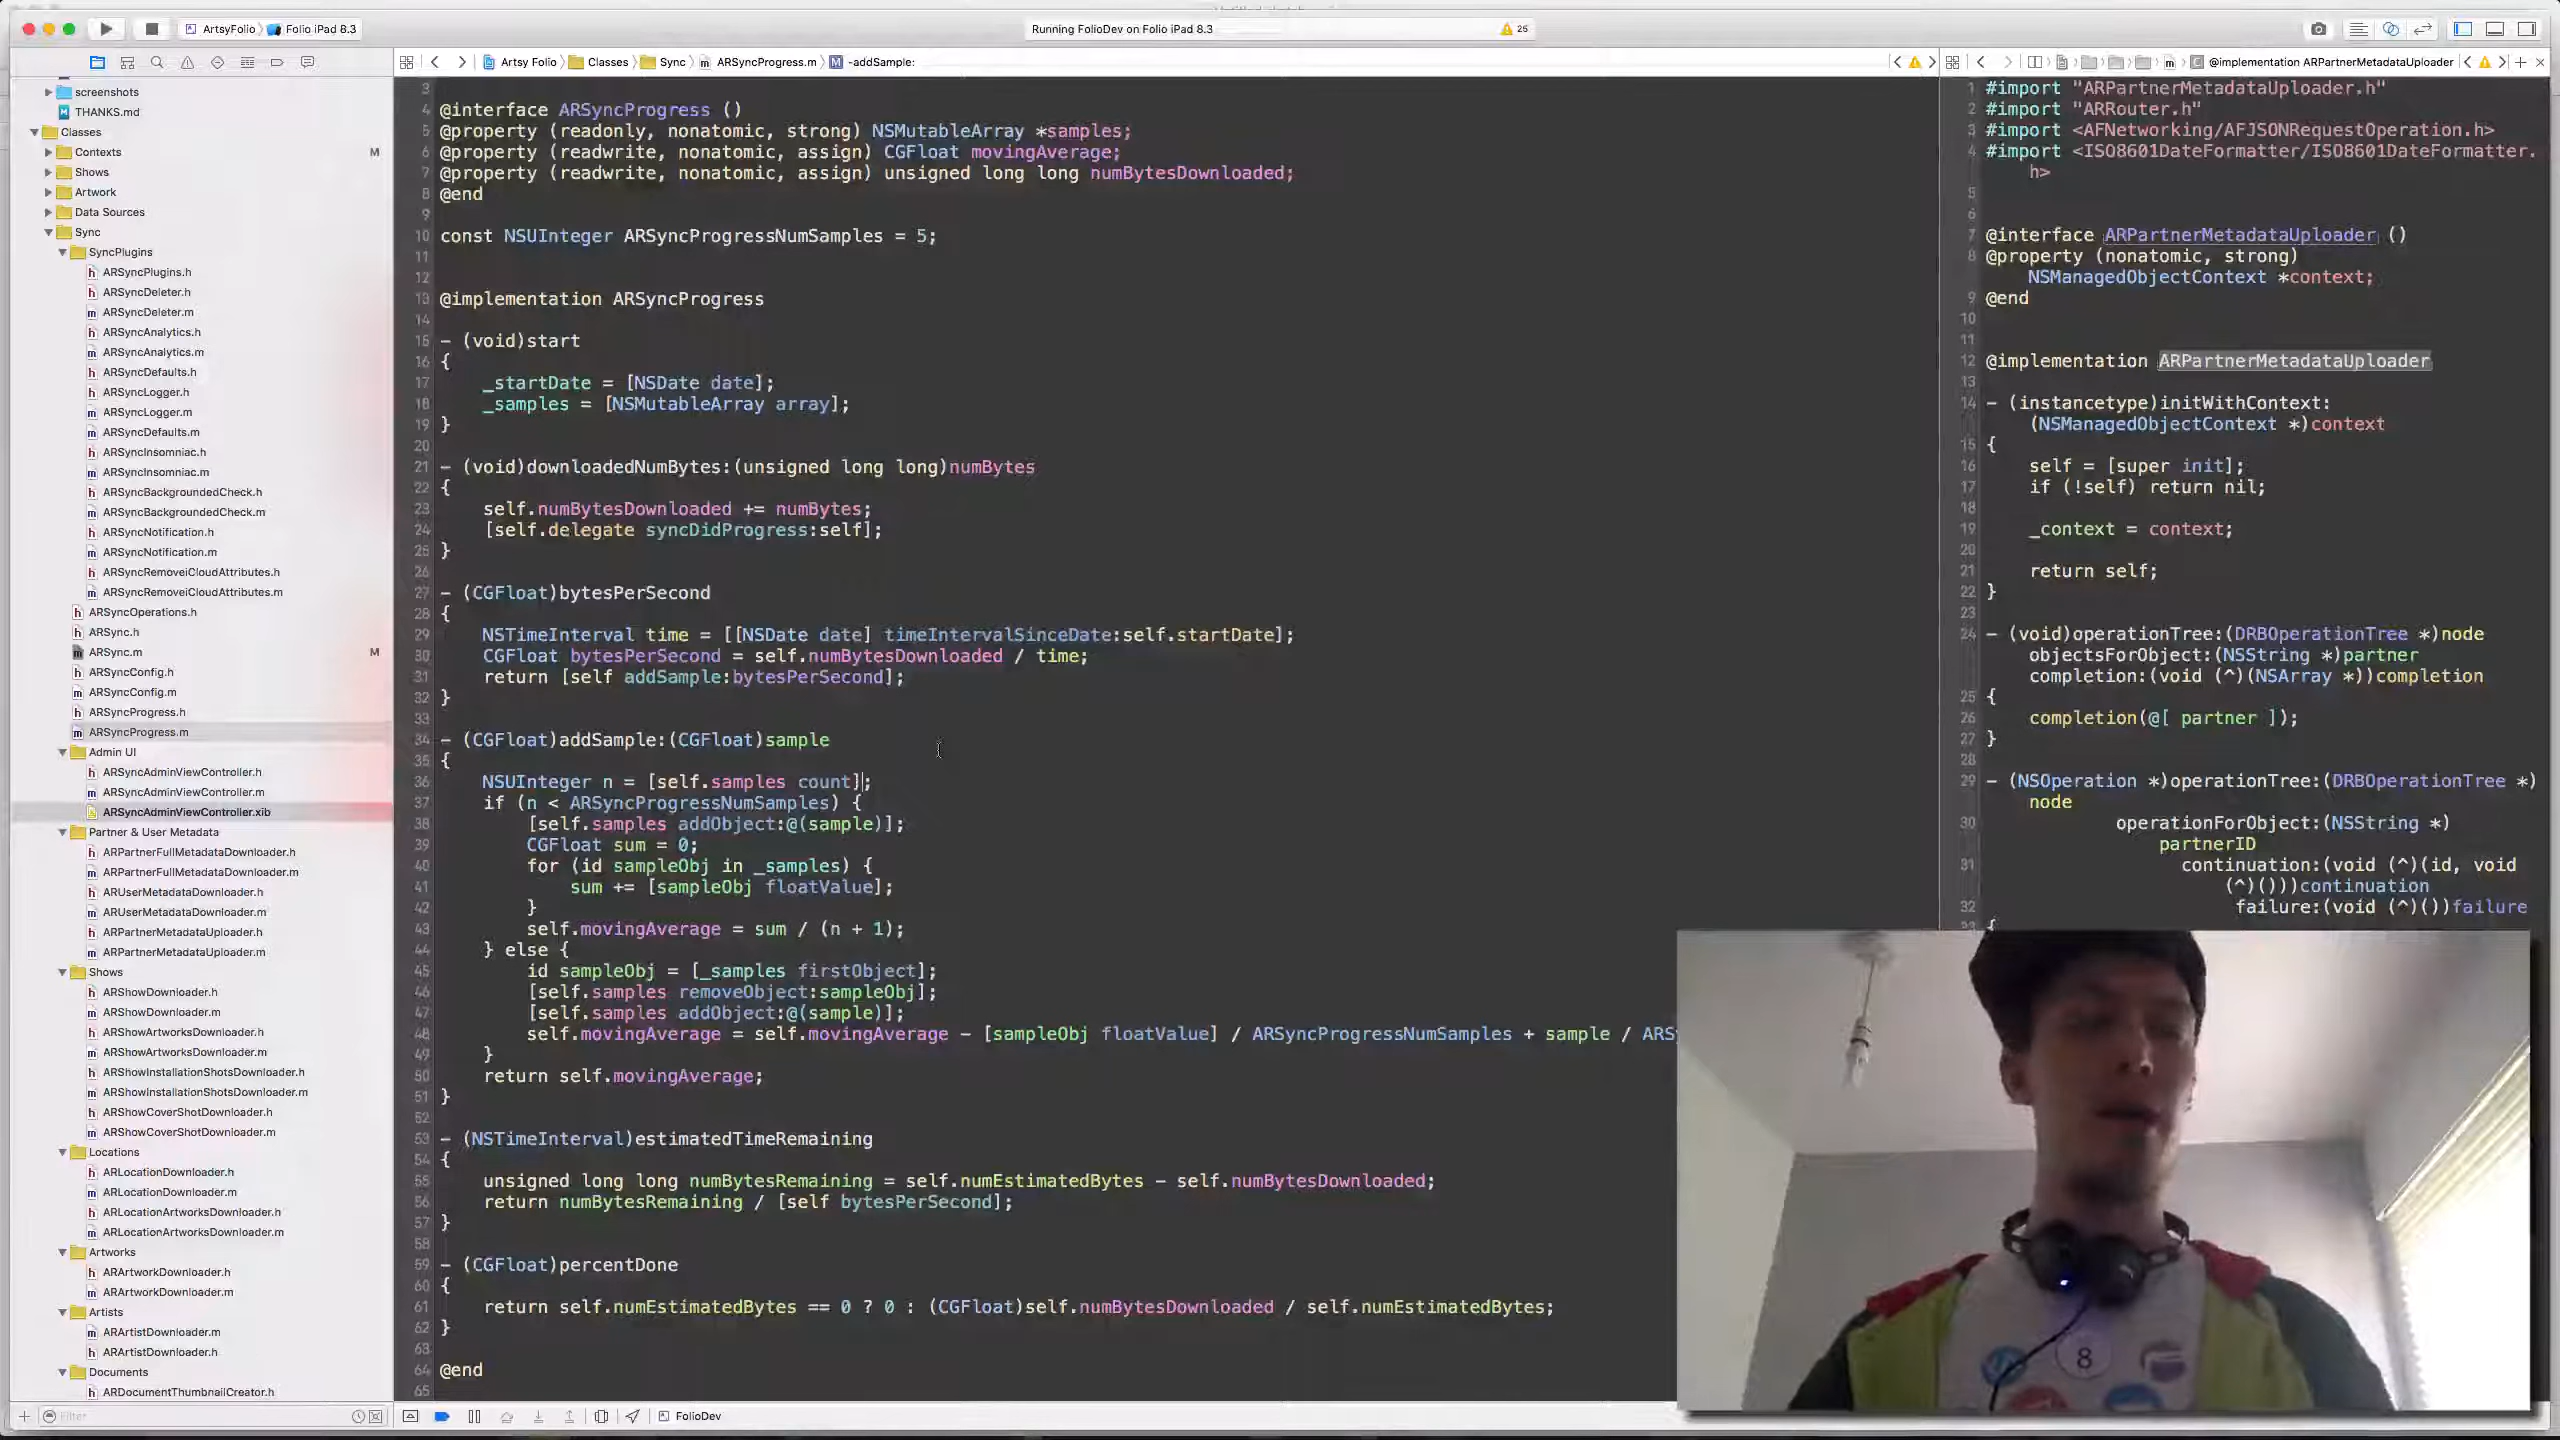 ArtsyFolio
Folio iPad 8.3
Running FolioDev on Folio iPad 8.3
25
Artsy Folio
Classes
Sync
ARSyncProgress.m
M
-addSample:
@implementation ARPartnerMetadataUploader
screenshots
THANKS.md
Classes
Contexts
M
Shows
Artwork
Data Sources
Sync
SyncPlugins
ARSyncPlugins.h
ARSyncDeleter.h
ARSyncDeleter.m
ARSyncAnalytics.h
ARSyncAnalytics.m
ARSyncDefaults.h
ARSyncLogger.h
ARSyncLogger.m
ARSyncDefaults.m
ARSyncInsomniac.h
ARSyncInsomniac.m
ARSyncBackgroundedCheck.h
ARSyncBackgroundedCheck.m
ARSyncNotification.h
ARSyncNotification.m
ARSyncRemoveiCloudAttributes.h
ARSyncRemoveiCloudAttributes.m
ARSyncOperations.h
ARSync.h
ARSync.m
M
ARSyncConfig.h
ARSyncConfig.m
ARSyncProgress.h
ARSyncProgress.m
Admin UI
ARSyncAdminViewController.h
ARSyncAdminViewController.m
ARSyncAdminViewController.xib
Partner & User Metadata
ARPartnerFullMetadataDownloader.h
ARPartnerFullMetadataDownloader.m
ARUserMetadataDownloader.h
ARUserMetadataDownloader.m
ARPartnerMetadataUploader.h
ARPartnerMetadataUploader.m
Shows
ARShowDownloader.h
ARShowDownloader.m
ARShowArtworksDownloader.h
ARShowArtworksDownloader.m
ARShowInstallationShotsDownloader.h
ARShowInstallationShotsDownloader.m
ARShowCoverShotDownloader.h
ARShowCoverShotDownloader.m
Locations
ARLocationDownloader.h
ARLocationDownloader.m
ARLocationArtworksDownloader.h
ARLocationArtworksDownloader.m
Artworks
ARArtworkDownloader.h
ARArtworkDownloader.m
Artists
ARArtistDownloader.m
ARArtistDownloader.h
Documents
ARDocumentThumbnailCreator.h
Filter
3
4 @interface ARSyncProgress ()
5 @property (readonly, nonatomic, strong) NSMutableArray *samples;
6 @property (readwrite, nonatomic, assign) CGFloat movingAverage;
7 @property (readwrite, nonatomic, assign) unsigned long long numBytesDownloaded;
8 @end
9
10 const NSUInteger ARSyncProgressNumSamples = 5;
11
12
13 @implementation ARSyncProgress
14
15 - (void)start
16 {
17 _startDate = [NSDate date];
18 _samples = [NSMutableArray array];
19 }
20
21 - (void)downloadedNumBytes:(unsigned long long)numBytes
22 {
23 self.numBytesDownloaded += numBytes;
24 [self.delegate syncDidProgress:self];
25 }
26
27 - (CGFloat)bytesPerSecond
28 {
29 NSTimeInterval time = [[NSDate date] timeIntervalSinceDate:self.startDate];
30 CGFloat bytesPerSecond = self.numBytesDownloaded / time;
31 return [self addSample:bytesPerSecond];
32 }
33
34 - (CGFloat)addSample:(CGFloat)sample
35 {
36 NSUInteger n = [self.samples count];
37 if (n < ARSyncProgressNumSamples) {
38 [self.samples addObject:@(sample)];
39 CGFloat sum = 0;
40 for (id sampleObj in _samples) {
41 sum += [sampleObj floatValue];
42 }
43 self.movingAverage = sum / (n + 1);
44 } else {
45 id sampleObj = [_samples firstObject];
46 [self.samples removeObject:sampleObj];
47 [self.samples addObject:@(sample)];
48 self.movingAverage = self.movingAverage - [sampleObj floatValue] / ARSyncProgressNumSamples + sample / ARS
49 }
50 return self.movingAverage;
51 }
52
53 - (NSTimeInterval)estimatedTimeRemaining
54 {
55 unsigned long long numBytesRemaining = self.numEstimatedBytes - self.numBytesDownloaded;
56 return numBytesRemaining / [self bytesPerSecond];
57 }
58
59 - (CGFloat)percentDone
60 {
61 return self.numEstimatedBytes == 0 ? 0 : (CGFloat)self.numBytesDownloaded / self.numEstimatedBytes;
62 }
63
64 @end
65
FolioDev
1 #import "ARPartnerMetadataUploader.h"
2 #import "ARRouter.h"
3 #import <AFNetworking/AFJSONRequestOperation.h>
4 #import <ISO8601DateFormatter/ISO8601DateFormatter.
h>
5
6
7 @interface ARPartnerMetadataUploader ()
8 @property (nonatomic, strong)
NSManagedObjectContext *context;
9 @end
10
11
12 @implementation ARPartnerMetadataUploader
13
14 - (instancetype)initWithContext:
(NSManagedObjectContext *)context
15 {
16 self = [super init];
17 if (!self) return nil;
18
19 _context = context;
20
21 return self;
22 }
23
24 - (void)operationTree:(DRBOperationTree *)node
objectsForObject:(NSString *)partner
completion:(void (^)(NSArray *))completion
25 {
26 completion(@[ partner ]);
27 }
28
29 - (NSOperation *)operationTree:(DRBOperationTree *)
node
30 operationForObject:(NSString *)
partnerID
31 continuation:(void (^)(id, void
(^)()))continuation
32 failure:(void (^)())failure
33 {
8